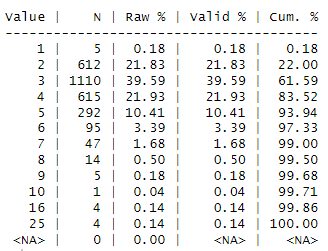 Value |    N | Raw % | Valid % | Cum. %
----------------------------------------
    1 |    5 |  0.18 |    0.18 |   0.18
    2 |  612 | 21.83 |   21.83 |  22.00
    3 | 1110 | 39.59 |   39.59 |  61.59
    4 |  615 | 21.93 |   21.93 |  83.52
    5 |  292 | 10.41 |   10.41 |  93.94
    6 |   95 |  3.39 |    3.39 |  97.33
    7 |   47 |  1.68 |    1.68 |  99.00
    8 |   14 |  0.50 |    0.50 |  99.50
    9 |    5 |  0.18 |    0.18 |  99.68
   10 |    1 |  0.04 |    0.04 |  99.71
   16 |    4 |  0.14 |    0.14 |  99.86
   25 |    4 |  0.14 |    0.14 | 100.00
 <NA> |    0 |  0.00 |    <NA> |   <NA>